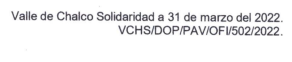 Valle de Chalco Solidaridad a 31 de marzo del 2022.
VCHS/DOP/PAV/OFI/502/2022.